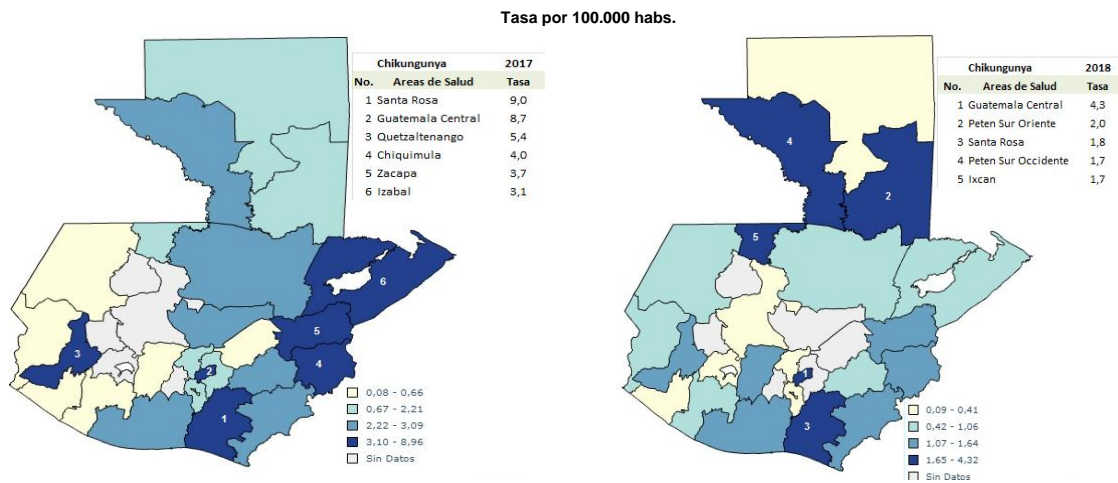 Tasa por 100.000 habs.
Chikungunya 2017
No. Areas de Salud Tasa
1 Santa Rosa 9,0
2 Guatemala Central 8,7
3 Quetzaltenango 5,4
4 Chiquimula 4,0
5 Zacapa 3,7
6 Izabal 3,1
6
5
3
2
4
1
0,08 - 0,66
0,67 - 2,21
2,22 - 3,09
3,10 - 8,96
Sin Datos
Chikungunya 2018
No. Areas de Salud Tasa
1 Guatemala Central 4,3
2 Peten Sur Oriente 2,0
3 Santa Rosa 1,8
4 Peten Sur Occidente 1,7
5 Ixcan 1,7
4
2
5
1
3
0,09 - 0,41
0,42 - 1,06
1,07 - 1,64
1,65 - 4,32
Sin Datos